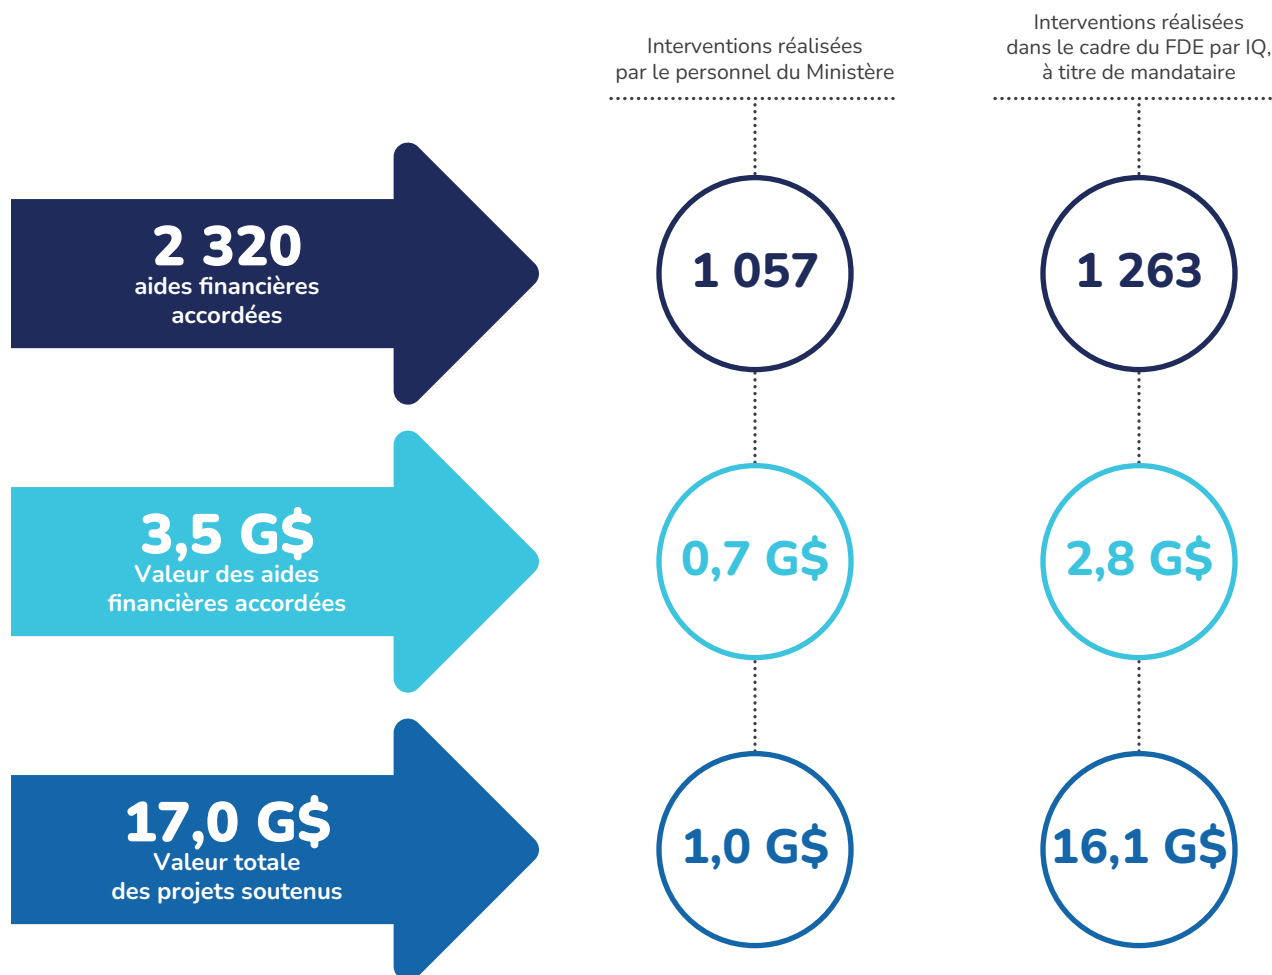 Interventions réalisées
par le personnel du Ministère
Interventions réalisées
dans le cadre du FDE par IQ,
à titre de mandataire
2 320
aides financières
accordées
1 057
1 263
3,5 G$
Valeur des aides
financières accordées
0,7 G$
2,8 G$
17,0 G$
Valeur totale
des projets soutenus
1,0 G$
16,1 G$